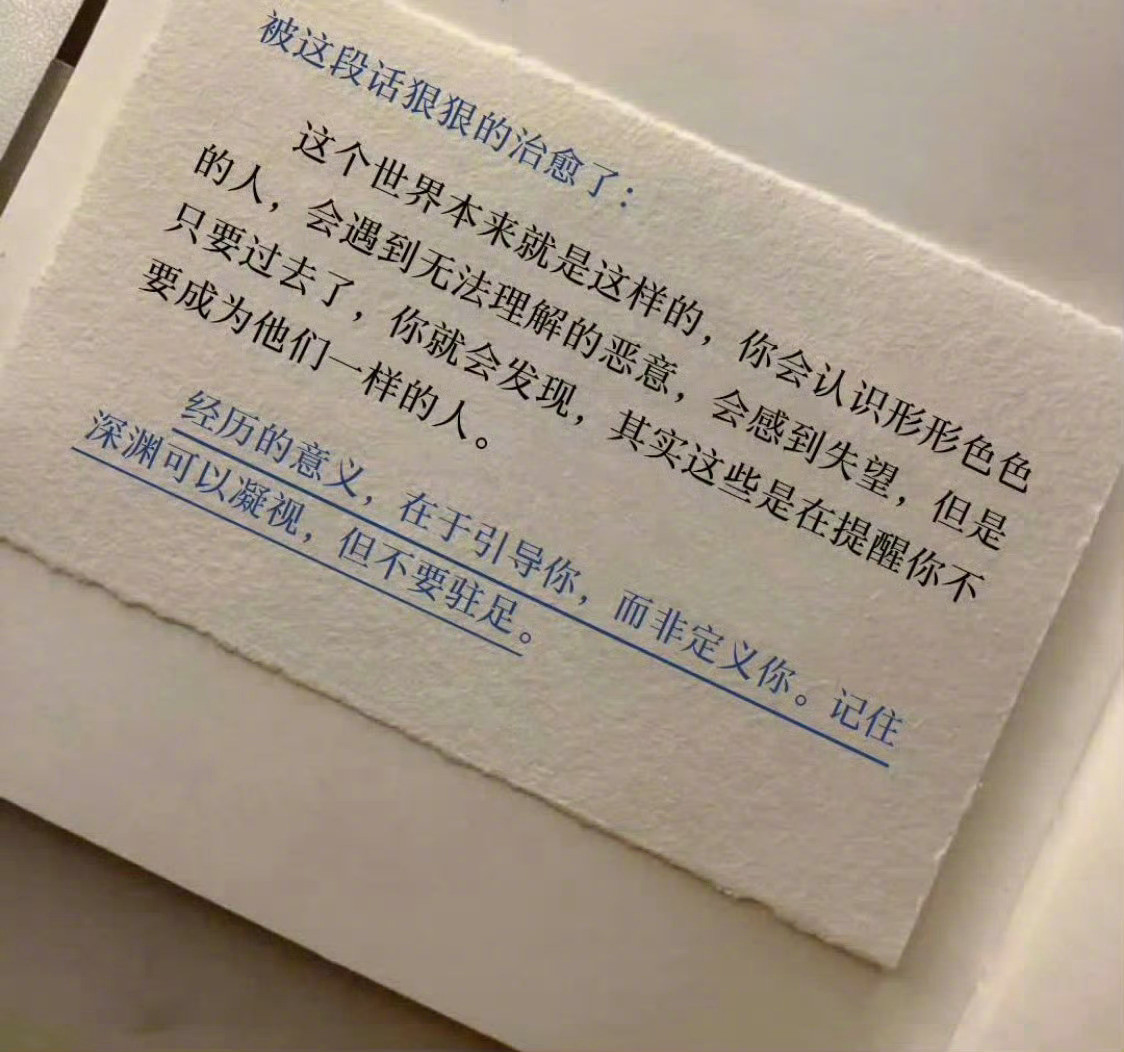 被这段话狠狠的治愈了：
这个世界本来就是这样的，你会认识形形色色
的人，会遇到无法理解的恶意，会感到失望，但是
只要过去了，你就会发现，其实这些是在提醒你不
要成为他们一样的人。
经历的意义，在于引导你，而非定义你。记住
深渊可以凝视，但不要驻足。